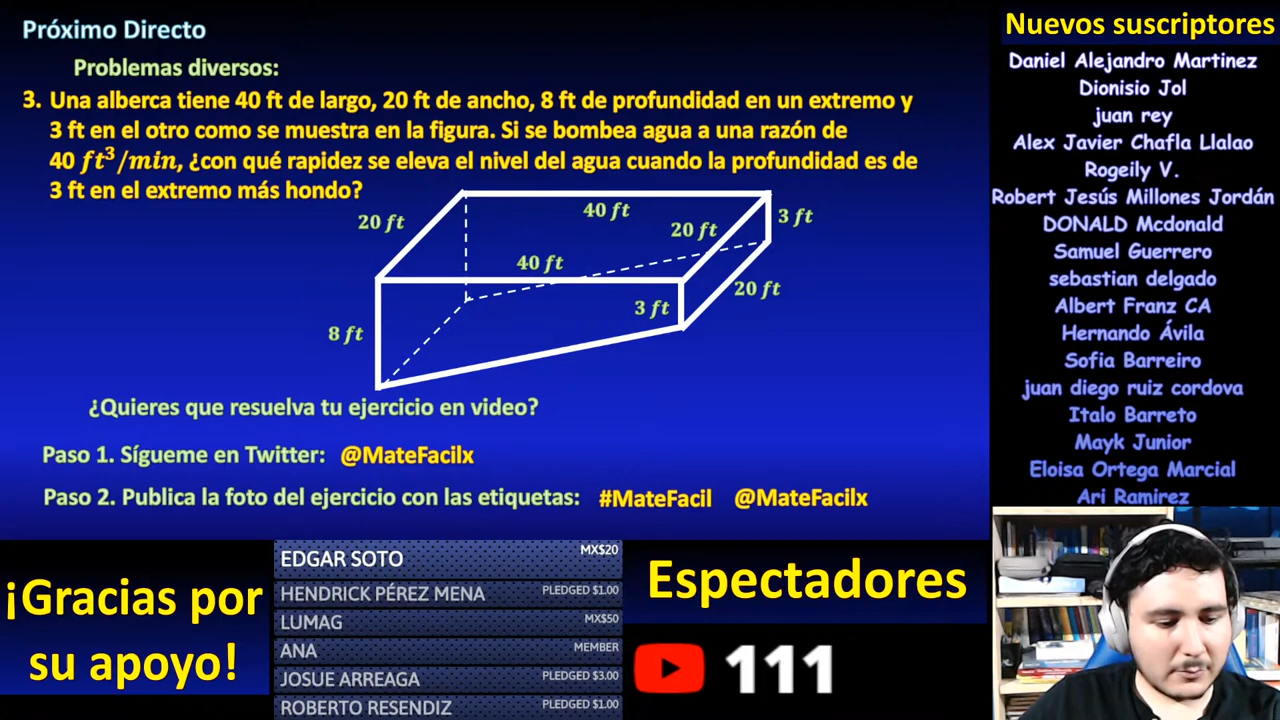 Próximo Directo
Problemas diversos:
3. Una alberca tiene 40 ft de largo, 20 ft de ancho, 8 ft de profundidad en un extremo y
3 ft en el otro como se muestra en la figura. Si se bombea agua a una razón de
40 ft³/min, ¿con qué rapidez se eleva el nivel del agua cuando la profundidad es de
3 ft en el extremo más hondo?
20 ft
40 ft
3 ft
20 ft
40 ft
20 ft
3 ft
8 ft
¿Quieres que resuelva tu ejercicio en video?
Paso 1. Sígueme en Twitter: @MateFacilx
Paso 2. Publica la foto del ejercicio con las etiquetas: #MateFacil @MateFacilx
Nuevos suscriptores
Daniel Alejandro Martinez
Dionisio Jol
juan rey
Alex Javier Chafla Llalao
Rogeily V.
Robert Jesús Millones Jordán
DONALD Mcdonald
Samuel Guerrero
sebastian delgado
Albert Franz CA
Hernando Ávila
Sofia Barreiro
juan diego ruiz cordova
Italo Barreto
Mayk Junior
Eloisa Ortega Marcial
Ari Ramirez
¡Gracias por
su apoyo!
EDGAR SOTO MX$20
HENDRICK PÉREZ MENA PLEDGED $1.00
LUMAG MX$50
ANA MEMBER
JOSUE ARREAGA PLEDGED $3.00
ROBERTO RESENDIZ PLEDGED $1.00
Espectadores
111